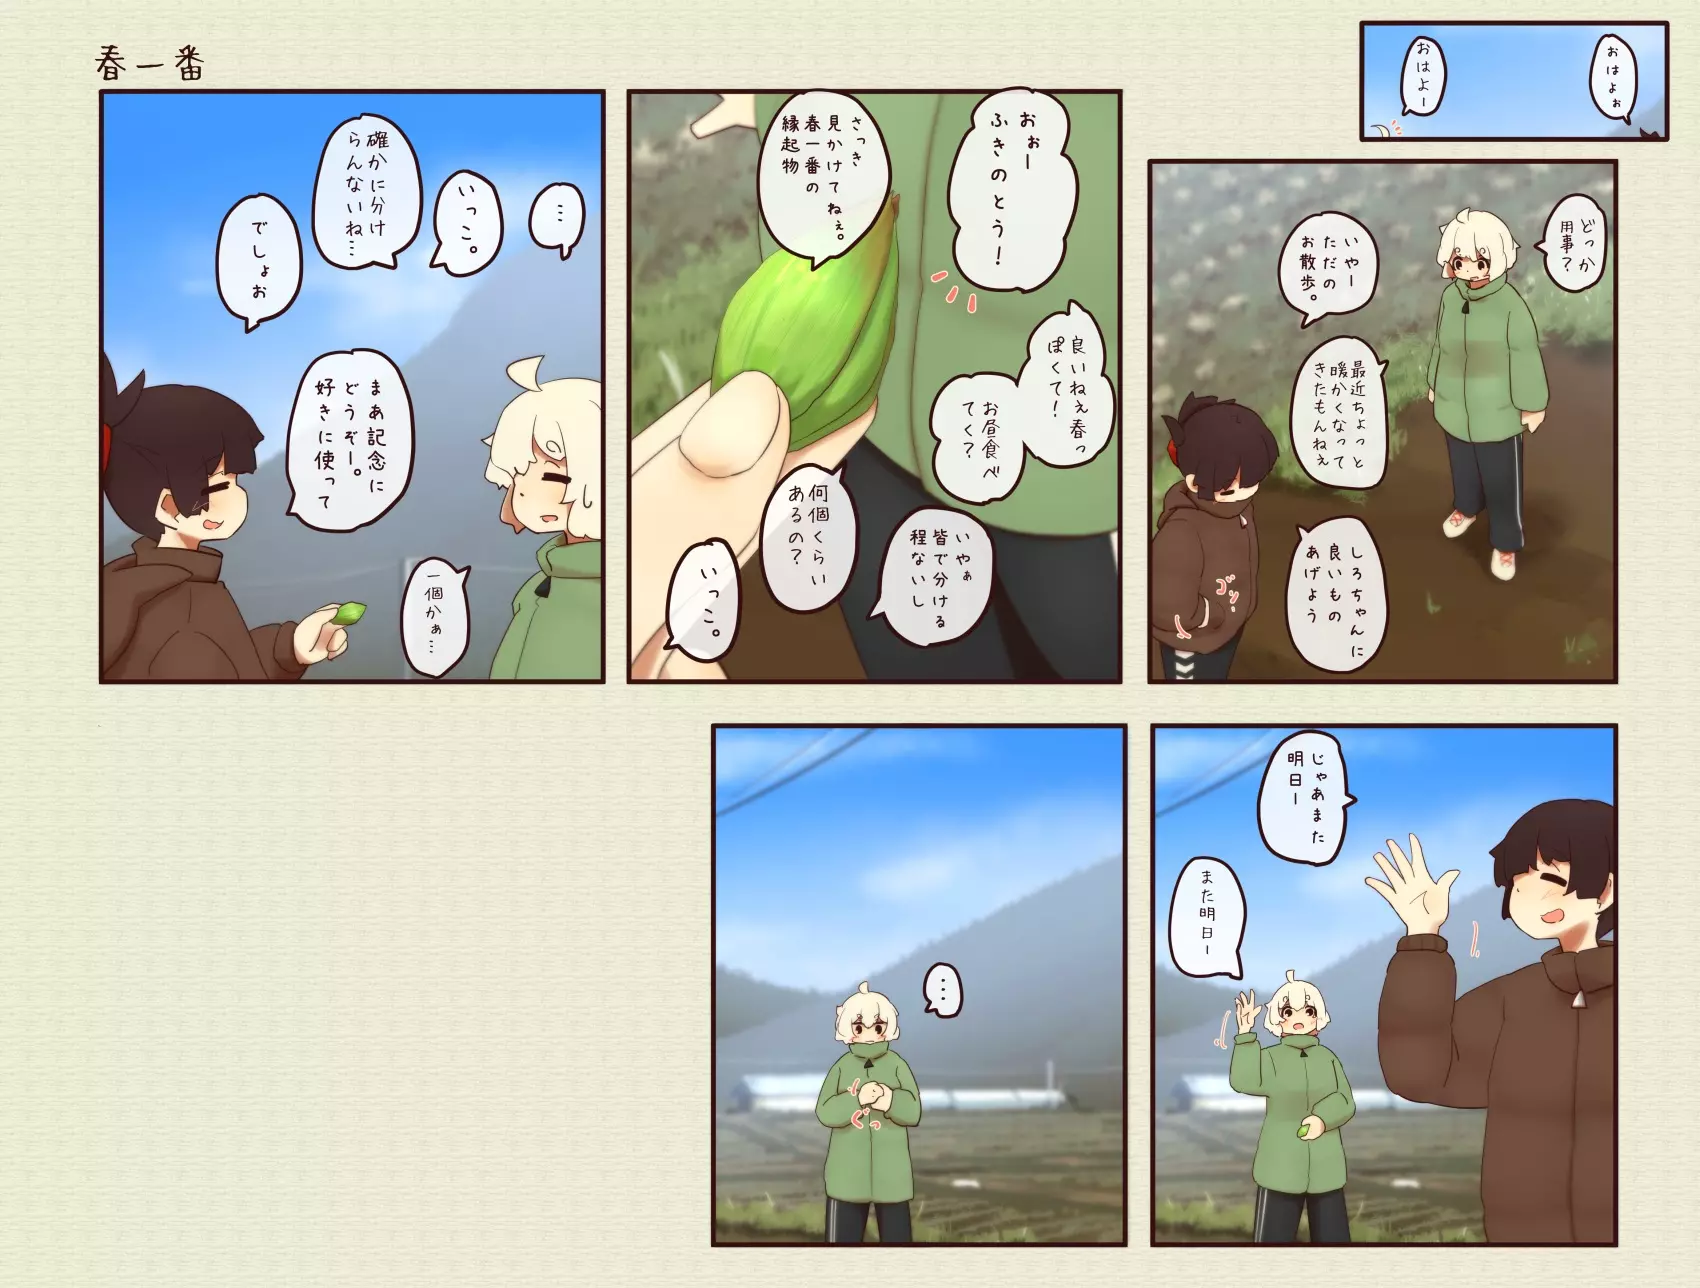 春一番
おはよぉ
おはよー
どっか
用事？
いやー
ただの
お散歩。
最近ちょっと
暖かくなって
きたもんねぇ
しろちゃんに
良いもの
あげよう
ゴソ
おぉー
ふきのとう！
さっき
見かけてねぇ。
春一番の
縁起物
良いねえ春っ
ぽくて！
お昼食べ
てく？
いやぁ
皆で分ける
程ないし
何個くらい
あるの？
いっこ。
…
いっこ。
確かに分け
らんないね…
でしょお
まあ記念に
どうぞー。
好きに使って
一個かぁ…
じゃあまた
明日ー
また明日ー
…
ぐっ